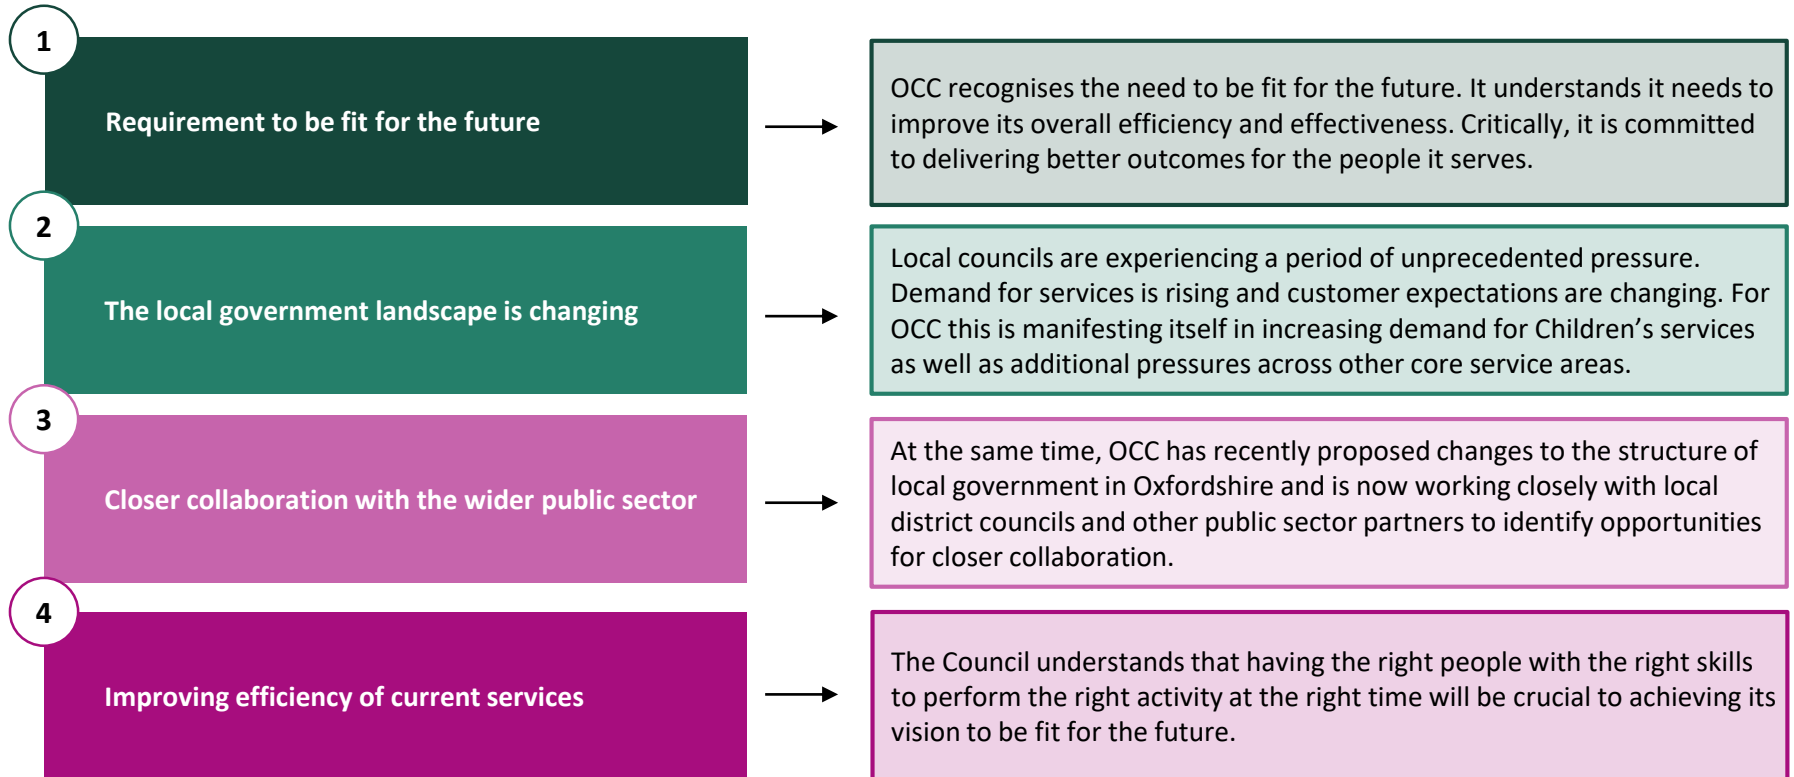 1
Requirement to be fit for the future
OCC recognises the need to be fit for the future. It understands it needs to
improve its overall efficiency and effectiveness. Critically, it is committed
to delivering better outcomes for the people it serves.
2
The local government landscape is changing
Local councils are experiencing a period of unprecedented pressure.
Demand for services is rising and customer expectations are changing. For
OCC this is manifesting itself in increasing demand for Children’s services
as well as additional pressures across other core service areas.
3
Closer collaboration with the wider public sector
At the same time, OCC has recently proposed changes to the structure of
local government in Oxfordshire and is now working closely with local
district councils and other public sector partners to identify opportunities
for closer collaboration.
4
Improving efficiency of current services
The Council understands that having the right people with the right skills
to perform the right activity at the right time will be crucial to achieving its
vision to be fit for the future.